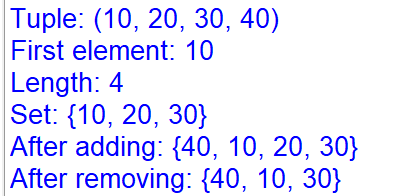 Tuple: (10, 20, 30, 40)
First element: 10
Length: 4
Set: {10, 20, 30}
After adding: {40, 10, 20, 30}
After removing: {40, 10, 30}